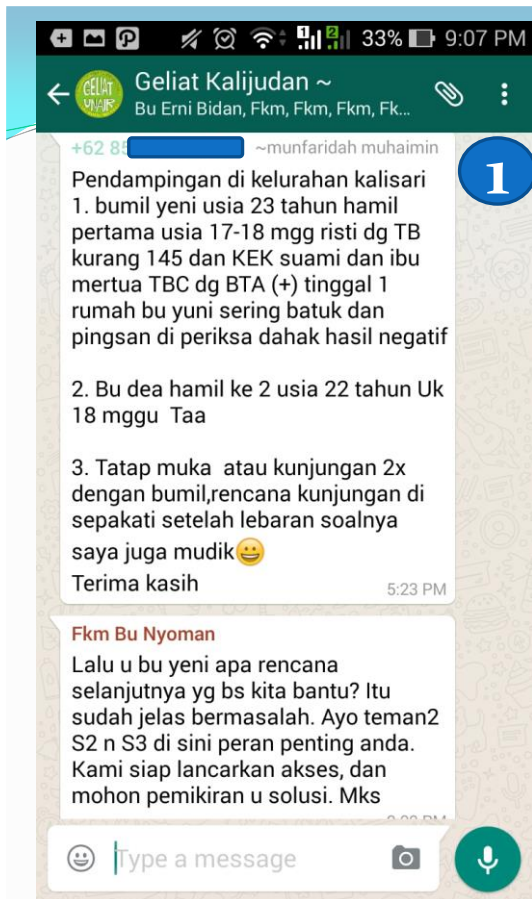 33% 9:07 PM
GELIAT
UNAIR
Geliat Kalijudan ~
Bu Erni Bidan, Fkm, Fkm, Fkm, Fk...
1
+62 85 ~munfaridah muhaimin
Pendampingan di kelurahan kalisari
1. bumil yeni usia 23 tahun hamil
pertama usia 17-18 mgg risti dg TB
kurang 145 dan KEK suami dan ibu
mertua TBC dg BTA (+) tinggal 1
rumah bu yuni sering batuk dan
pingsan di periksa dahak hasil negatif
2. Bu dea hamil ke 2 usia 22 tahun Uk
18 mggu Taa
3. Tatap muka atau kunjungan 2x
dengan bumil,rencana kunjungan di
sepakati setelah lebaran soalnya
saya juga mudik😀
Terima kasih
5:23 PM
Fkm Bu Nyoman
Lalu u bu yeni apa rencana
selanjutnya yg bs kita bantu? Itu
sudah jelas bermasalah. Ayo teman2
S2 n S3 di sini peran penting anda.
Kami siap lancarkan akses, dan
mohon pemikiran u solusi. Mks
Type a message